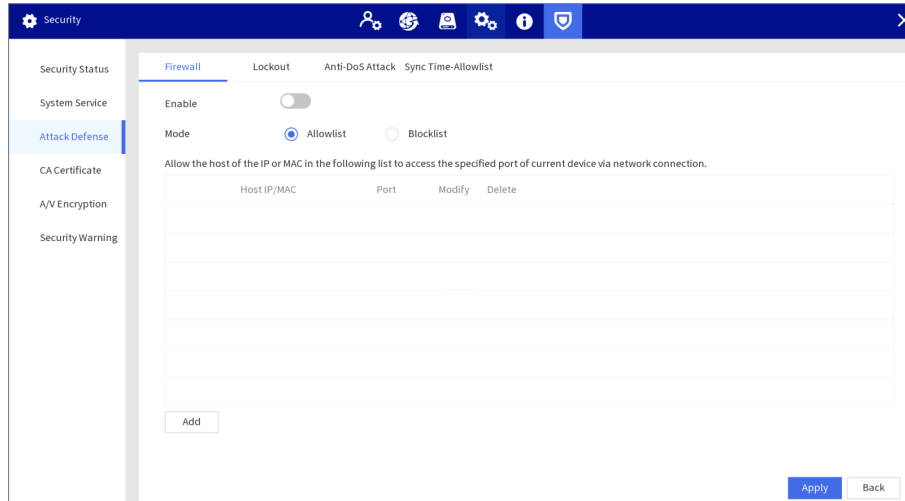 Security
Security Status
System Service
Attack Defense
CA Certificate
A/V Encryption
Security Warning
Firewall Lockout Anti-DoS Attack Sync Time-Allowlist
Enable
Mode Allowlist Blocklist
Allow the host of the IP or MAC in the following list to access the specified port of current device via network connection.
Host IP/MAC Port Modify Delete
Add
Apply Back